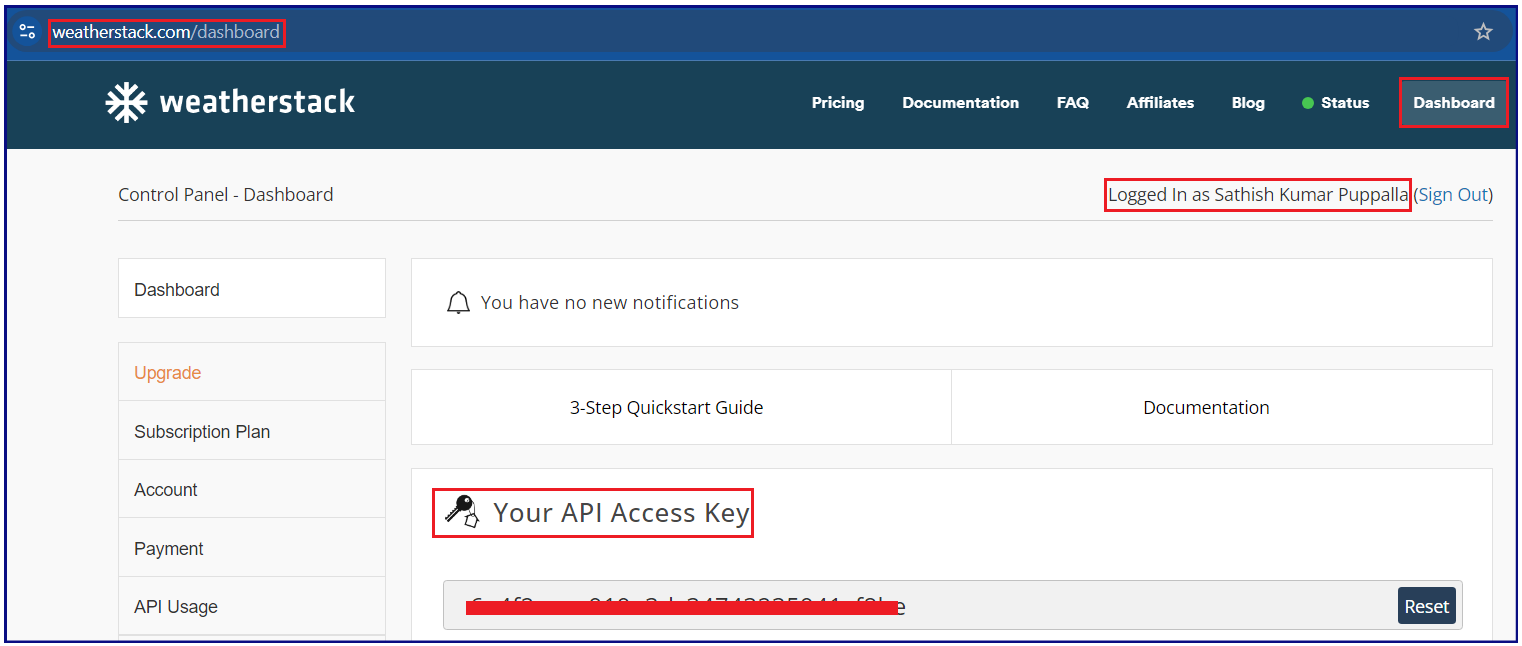 weatherstack.com/dashboard
weatherstack
Pricing Documentation FAQ Affiliates Blog Status Dashboard
Control Panel - Dashboard
Logged In as Sathish Kumar Puppalla (Sign Out)
Dashboard
You have no new notifications
Upgrade
3-Step Quickstart Guide
Documentation
Subscription Plan
Account
Your API Access Key
Payment
API Usage
Reset